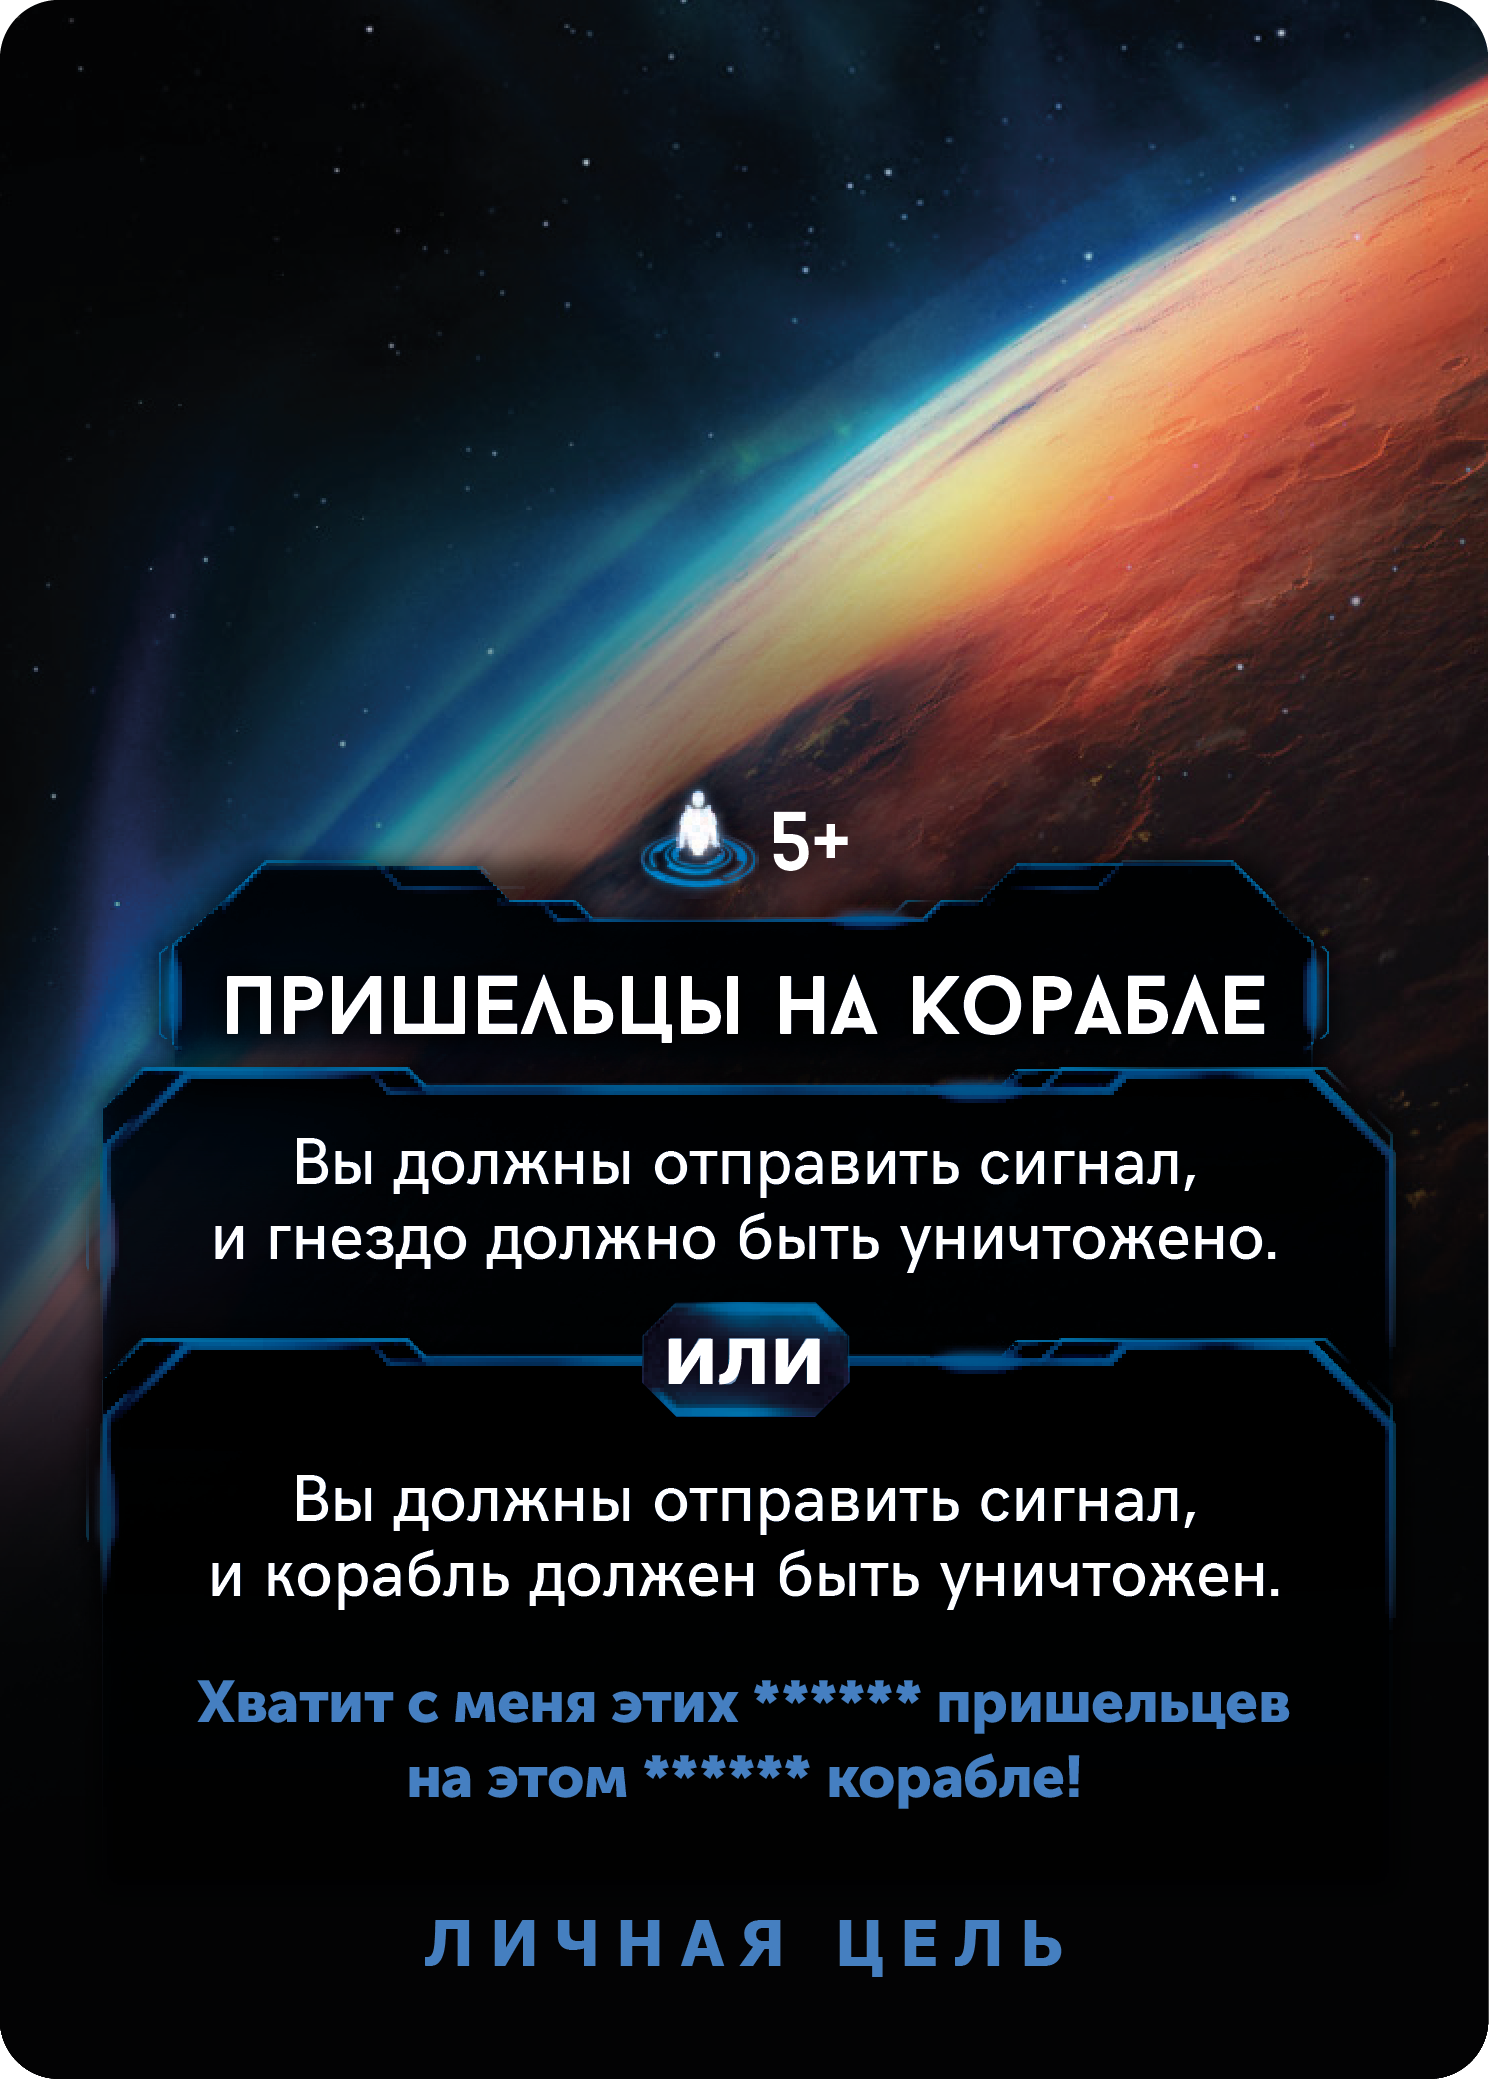 5+
ПРИШЕЛЬЦЫ НА КОРАБЛЕ
Вы должны отправить сигнал,
и гнездо должно быть уничтожено.
ИЛИ
Вы должны отправить сигнал,
и корабль должен быть уничтожен.
Хватит с меня этих ****** пришельцев
на этом ****** корабле!
ЛИЧНАЯ ЦЕЛЬ